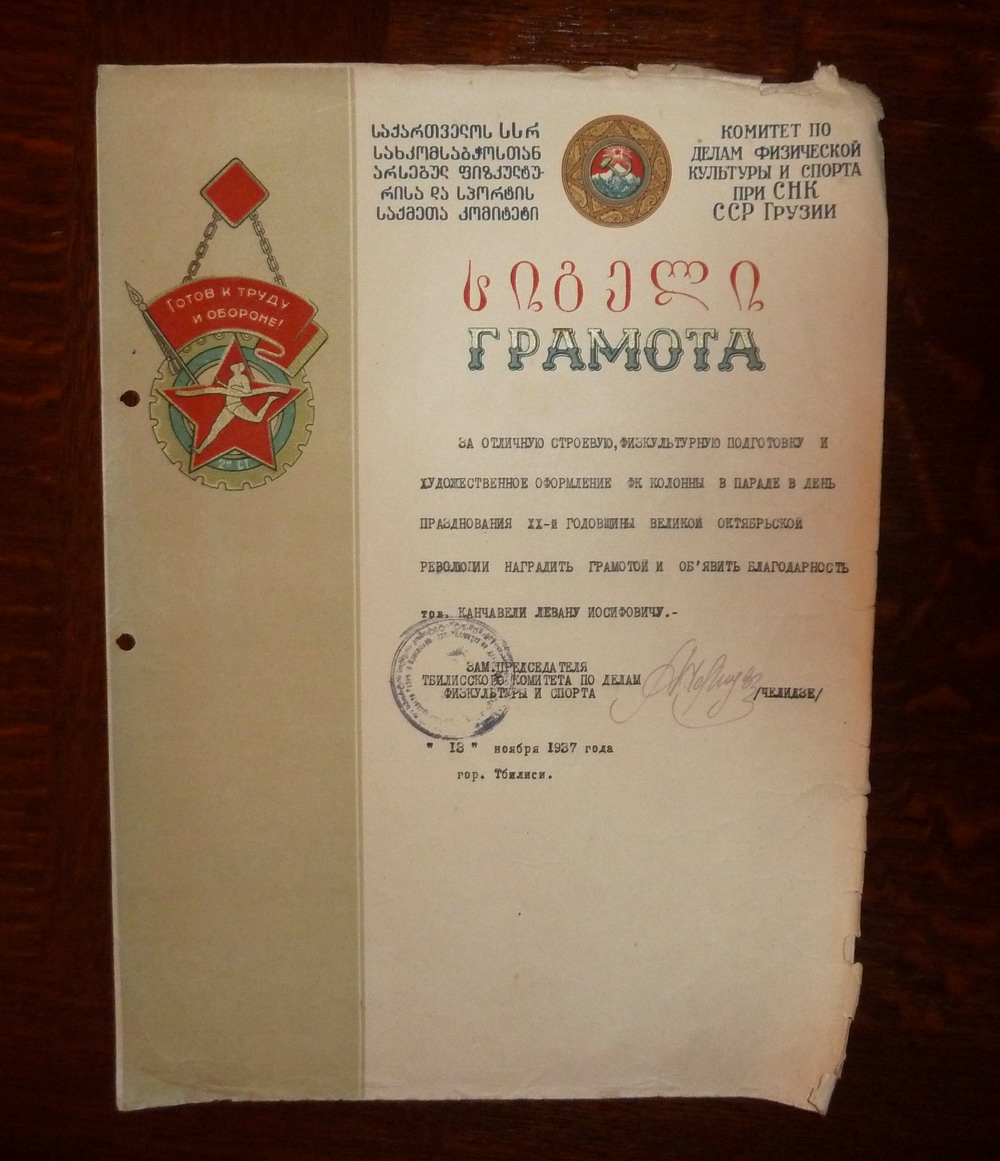 საქართველოს სსრ
სახკომსაბჭოსთან
არსებულ ფიზკულტუ-
რისა და სპორტის
საქმეთა კომიტეტი
КОМИТЕТ ПО
ДЕЛАМ ФИЗИЧЕСКОЙ
КУЛЬТУРЫ И СПОРТА
ПРИ СНК
ССР ГРУЗИИ
სიგელი
ГРАМОТА
ГОТОВ К ТРУДУ
И ОБОРОНЕ!
2я СТ
ЗА ОТЛИЧНУЮ СТРОЕВУЮ, ФИЗКУЛЬТУРНУЮ ПОДГОТОВКУ И
ХУДОЖЕСТВЕННОЕ ОФОРМЛЕНИЕ ФК КОЛОННЫ В ПАРАДЕ В ДЕНЬ
ПРАЗДНОВАНИЯ ХХ-й ГОДОВЩИНЫ ВЕЛИКОЙ ОКТЯБРЬСКОЙ
РЕВОЛЮЦИИ НАГРАДИТЬ ГРАМОТОЙ И ОБ'ЯВИТЬ БЛАГОДАРНОСТЬ
тов. КАНЧАВЕЛИ ЛЕВАНУ ИОСИФОВИЧУ.-
ЗАМ.ПРЕДСЕДАТЕЛЯ
ТБИЛИССКОГО КОМИТЕТА ПО ДЕЛАМ
ФИЗКУЛЬТУРЫ И СПОРТА /ЧЕЛИДЗЕ/
" 13 " ноября 1937 года
гор. Тбилиси.